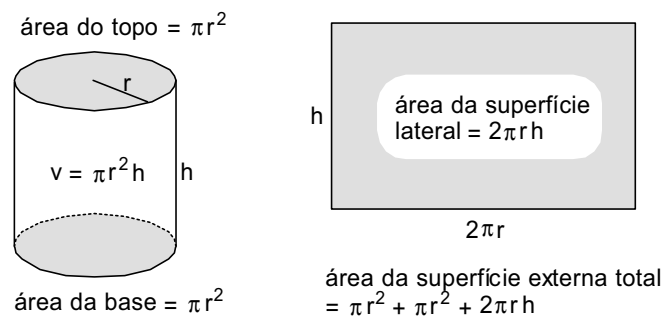 área do topo = πr²
r
v = πr²h
h
área da base = πr²
h
área da superfície
lateral = 2πrh
2πr
área da superfície externa total
= πr² + πr² + 2πrh